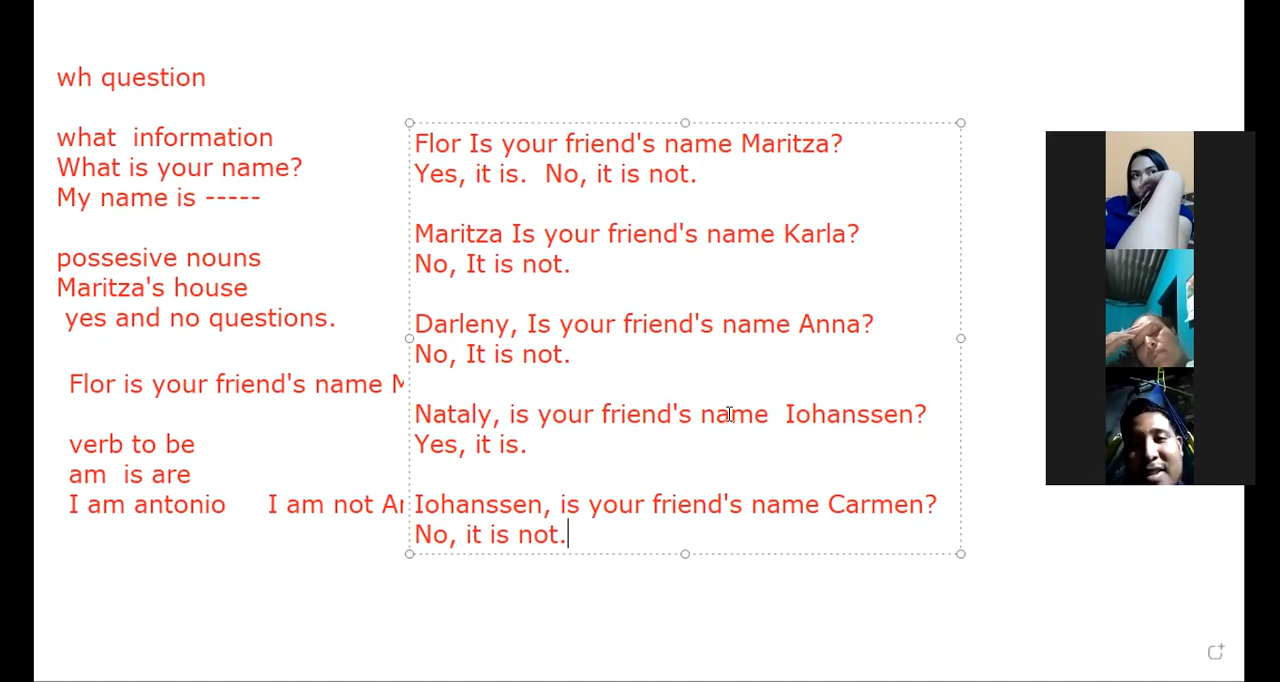 wh question
what  information
What is your name?
My name is -----
possesive nouns
Maritza's house
yes and no questions.
Flor is your friend's name M
verb to be
am  is are
I am antonio     I am not
Flor Is your friend's name Maritza?
Yes, it is.  No, it is not.
Maritza Is your friend's name Karla?
No, It is not.
Darleny, Is your friend's name Anna?
No, It is not.
Nataly, is your friend's name  Iohanssen?
Yes, it is.
Iohanssen, is your friend's name Carmen?
No, it is not.